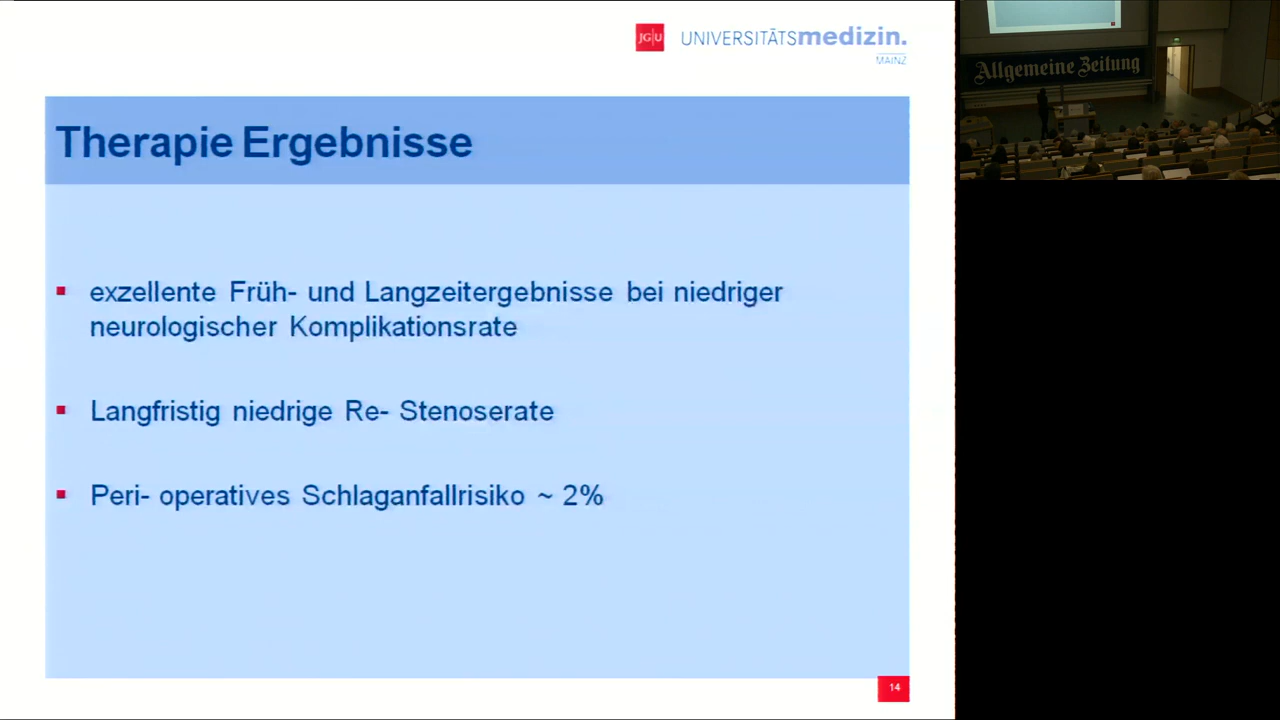 JG|U UNIVERSITÄTSmedizin.
MAINZ
Therapie Ergebnisse
exzellente Früh- und Langzeitergebnisse bei niedriger
neurologischer Komplikationsrate
Langfristig niedrige Re- Stenoserate
Peri- operatives Schlaganfallrisiko ~ 2%
14
Allgemeine Zeitung